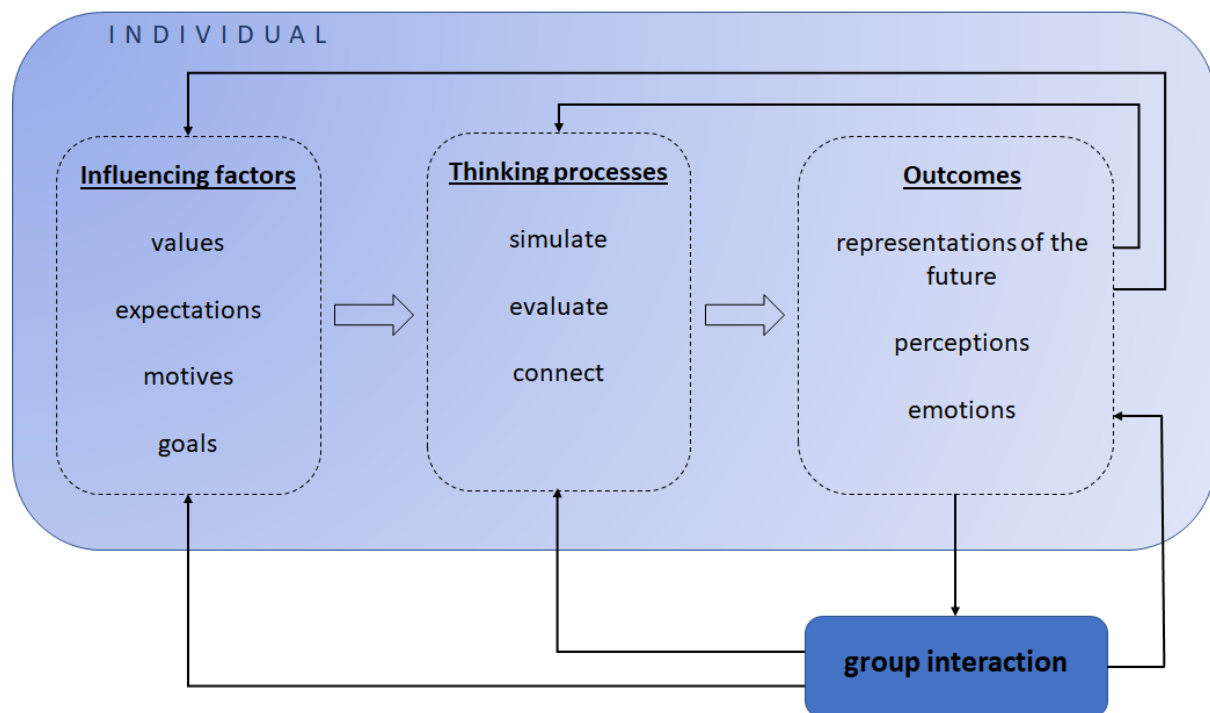 INDIVIDUAL
Influencing factors
values
expectations
motives
goals
Thinking processes
simulate
evaluate
connect
Outcomes
representations of the
future
perceptions
emotions
group interaction